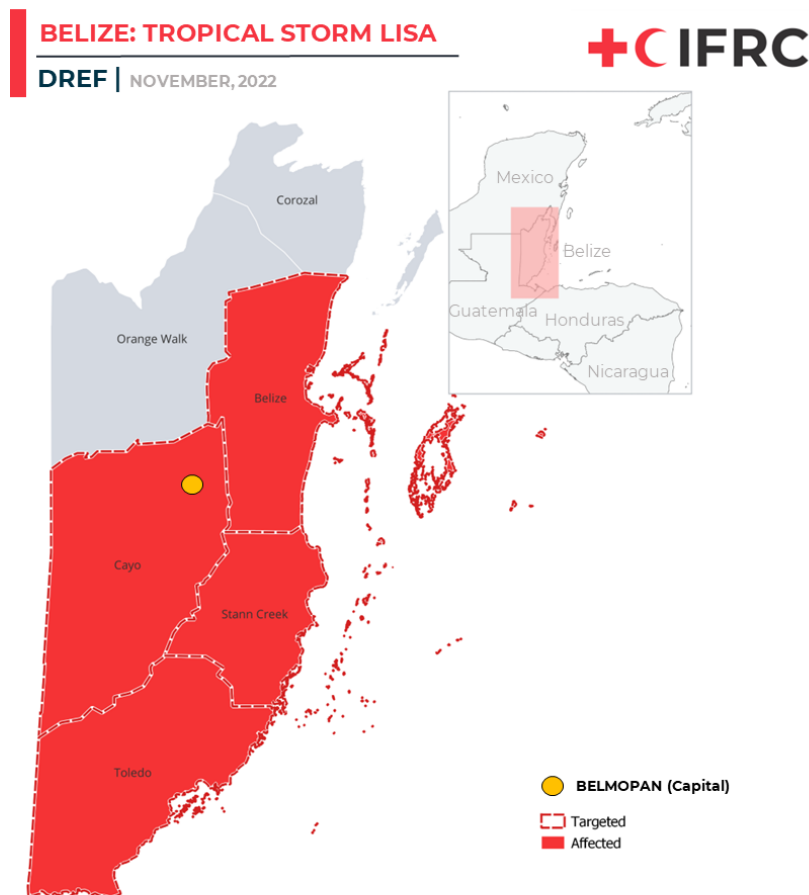 BELIZE: TROPICAL STORM LISA
DREF | NOVEMBER, 2022
IFRC
Corozal
Orange Walk
Belize
Cayo
Stann Creek
Toledo
Mexico
Belize
Guatemala
Honduras
Nicaragua
BELMOPAN (Capital)
Targeted
Affected